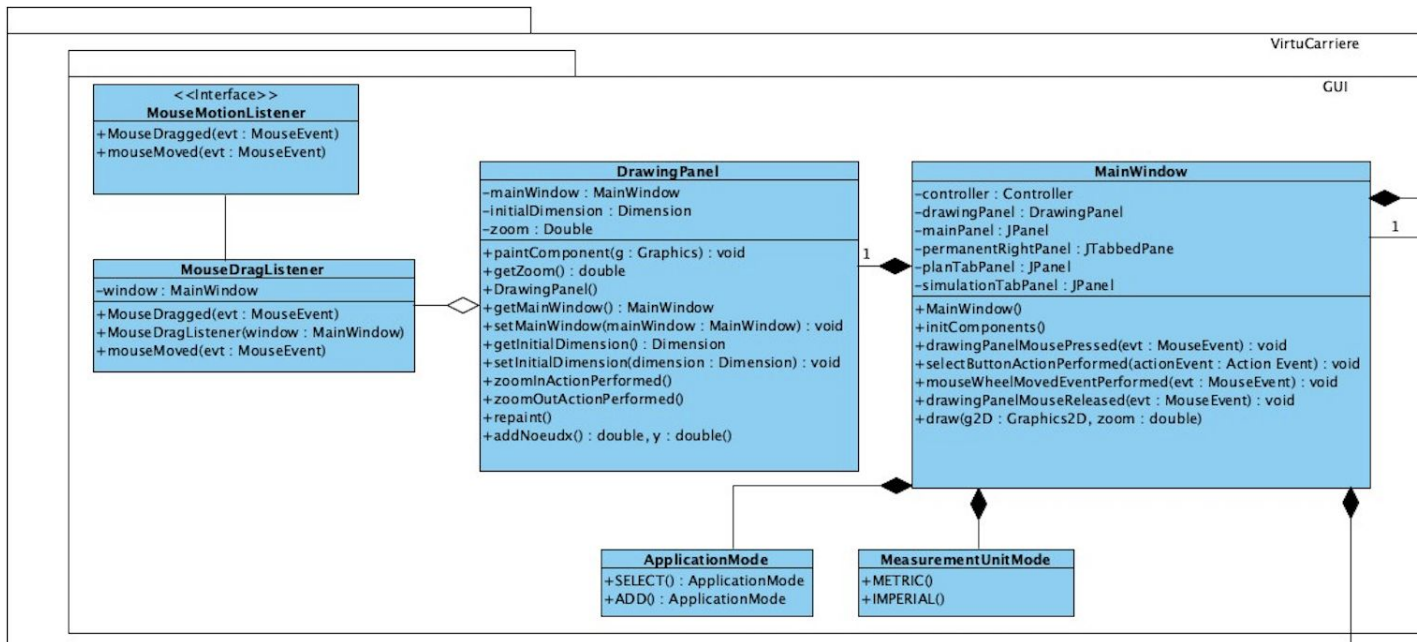 VirtuCarriere
GUI
<<Interface>>
MouseMotionListener
+MouseDragged(evt : MouseEvent)
+mouseMoved(evt : MouseEvent)
MouseDragListener
-window : MainWindow
+MouseDragged(evt : MouseEvent)
+MouseDragListener(window : MainWindow)
+mouseMoved(evt : MouseEvent)
DrawingPanel
-mainWindow : MainWindow
-initialDimension : Dimension
-zoom : Double
+paintComponent(g : Graphics) : void
+getZoom() : double
+DrawingPanel()
+getMainWindow() : MainWindow
+setMainWindow(mainWindow : MainWindow) : void
+getInitialDimension() : Dimension
+setInitialDimension(dimension : Dimension) : void
+zoomInActionPerformed()
+zoomOutActionPerformed()
+repaint()
+addNoeudx() : double, y : double()
1
MainWindow
-controller : Controller
-drawingPanel : DrawingPanel
-mainPanel : JPanel
-permanentRightPanel : JTabbedPane
-planTabPanel : JPanel
-simulationTabPanel : JPanel
+MainWindow()
+initComponents()
+drawingPanelMousePressed(evt : MouseEvent) : void
+selectButtonActionPerformed(actionEvent : Action Event) : void
+mouseWheelMovedEventPerformed(evt : MouseEvent) : void
+drawingPanelMouseReleased(evt : MouseEvent) : void
+draw(g2D : Graphics2D, zoom : double)
1
ApplicationMode
+SELECT() : ApplicationMode
+ADD() : ApplicationMode
MeasurementUnitMode
+METRIC()
+IMPERIAL()